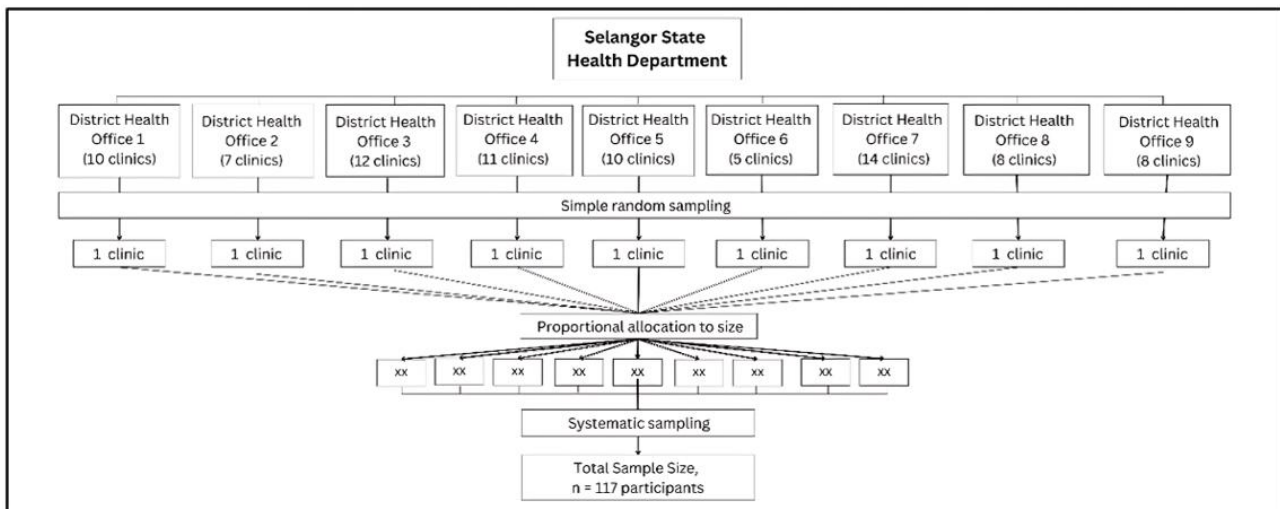 Selangor State
Health Department
District Health
Office 1
(10 clinics)
District Health
Office 2
(7 clinics)
District Health
Office 3
(12 clinics)
District Health
Office 4
(11 clinics)
District Health
Office 5
(10 clinics)
District Health
Office 6
(5 clinics)
District Health
Office 7
(14 clinics)
District Health
Office 8
(8 clinics)
District Health
Office 9
(8 clinics)
Simple random sampling
1 clinic
1 clinic
1 clinic
1 clinic
1 clinic
1 clinic
1 clinic
1 clinic
1 clinic
Proportional allocation to size
xx
xx
xx
xx
xx
xx
xx
xx
xx
Systematic sampling
Total Sample Size,
n = 117 participants